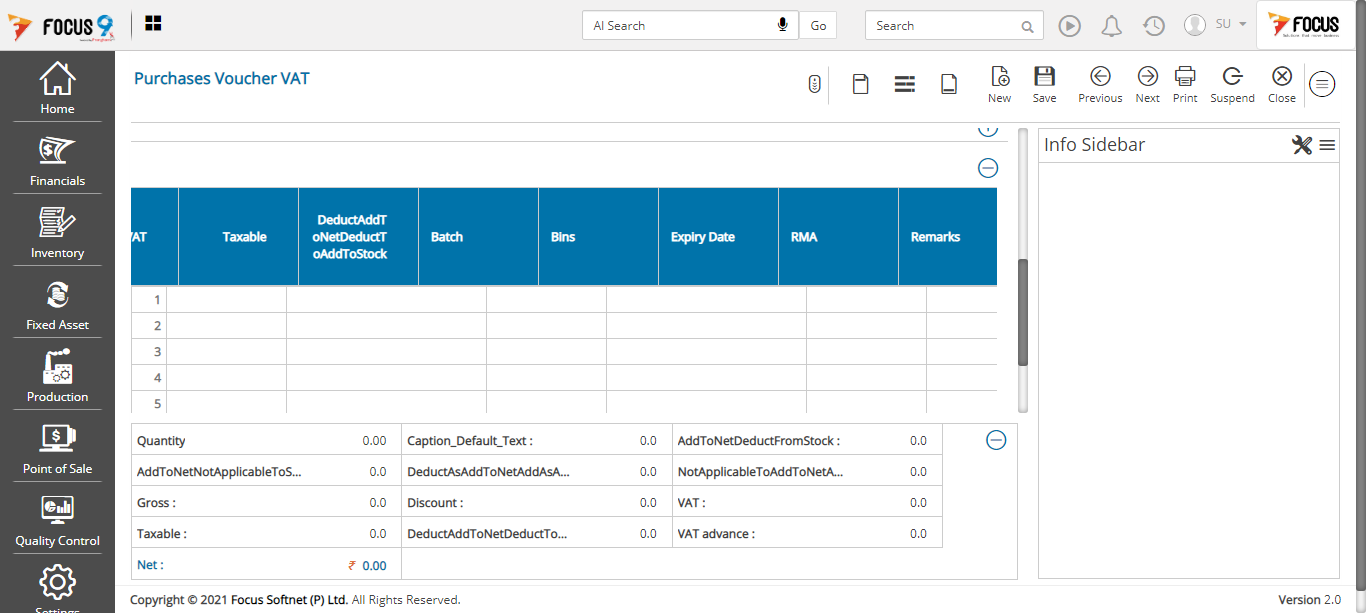 FOCUS 9
AI Search
Go
Search
SU
FOCUS
Home
Financials
Inventory
Fixed Asset
Production
Point of Sale
Quality Control
Settings
Purchases Voucher VAT
New
Save
Previous
Next
Print
Suspend
Close
Info Sidebar
VAT
Taxable
DeductAddT
oNetDeductT
oAddToStock
Batch
Bins
Expiry Date
RMA
Remarks
1
2
3
4
5
Quantity 0.00 Caption_Default_Text : 0.0 AddToNetDeductFromStock : 0.0
AddToNetNotApplicableToS... 0.0 DeductAsAddToNetAddAsA... 0.0 NotApplicableToAddToNetA... 0.0
Gross : 0.0 Discount : 0.0 VAT : 0.0
Taxable : 0.0 DeductAddToNetDeductTo... 0.0 VAT advance : 0.0
Net : ₹ 0.00
Copyright © 2021 Focus Softnet (P) Ltd. All Rights Reserved.
Version 2.0